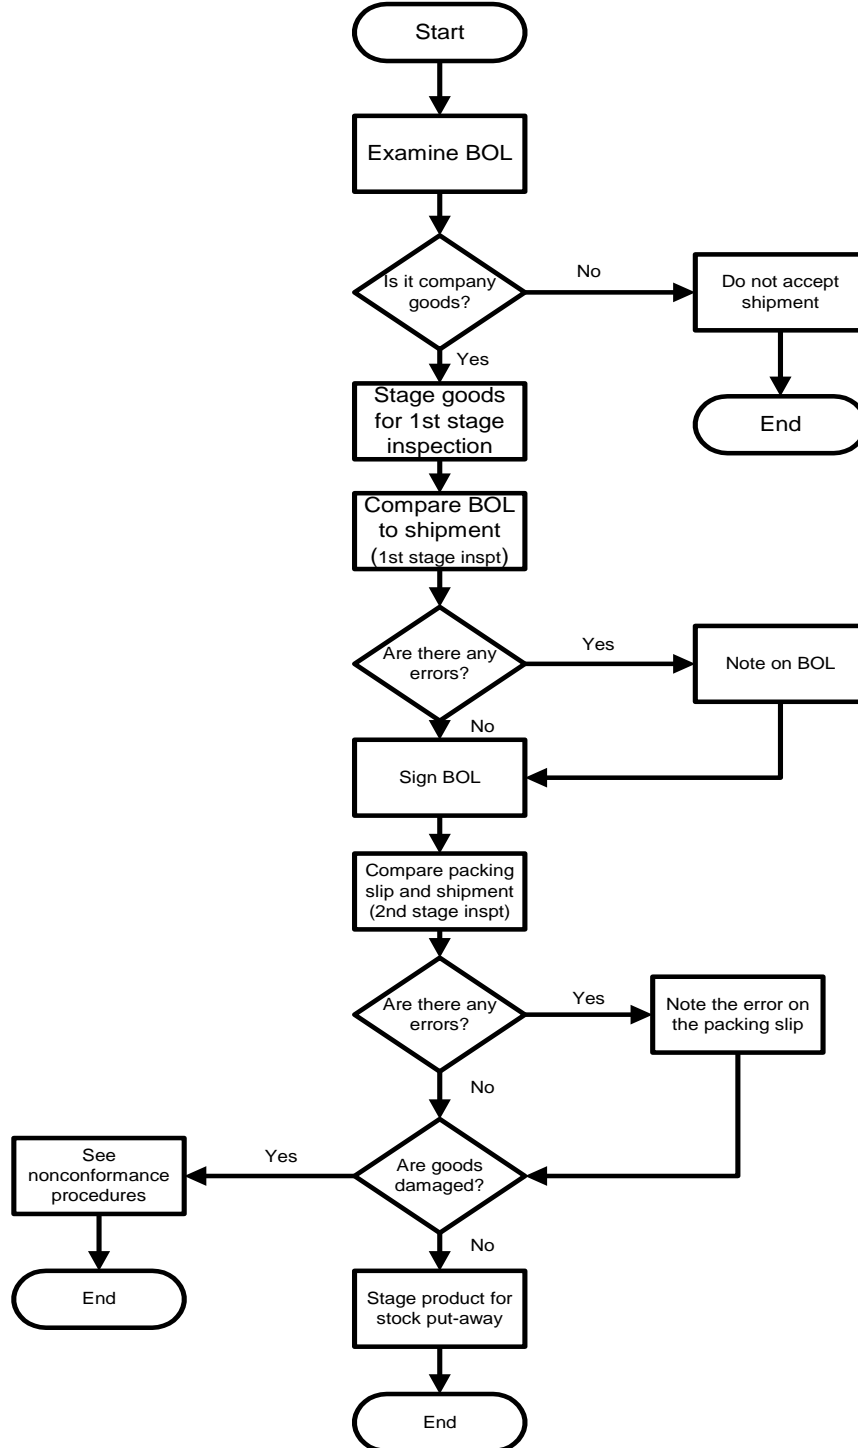 Start
Examine BOL
Is it company
goods?
No
Do not accept
shipment
Yes
End
Stage goods
for 1st stage
inspection
Compare BOL
to shipment
(1st stage inspt)
Are there any
errors?
Yes
Note on BOL
No
Sign BOL
Compare packing
slip and shipment
(2nd stage inspt)
Are there any
errors?
Yes
Note the error on
the packing slip
No
Are goods
damaged?
Yes
See
nonconformance
procedures
No
End
Stage product for
stock put-away
End